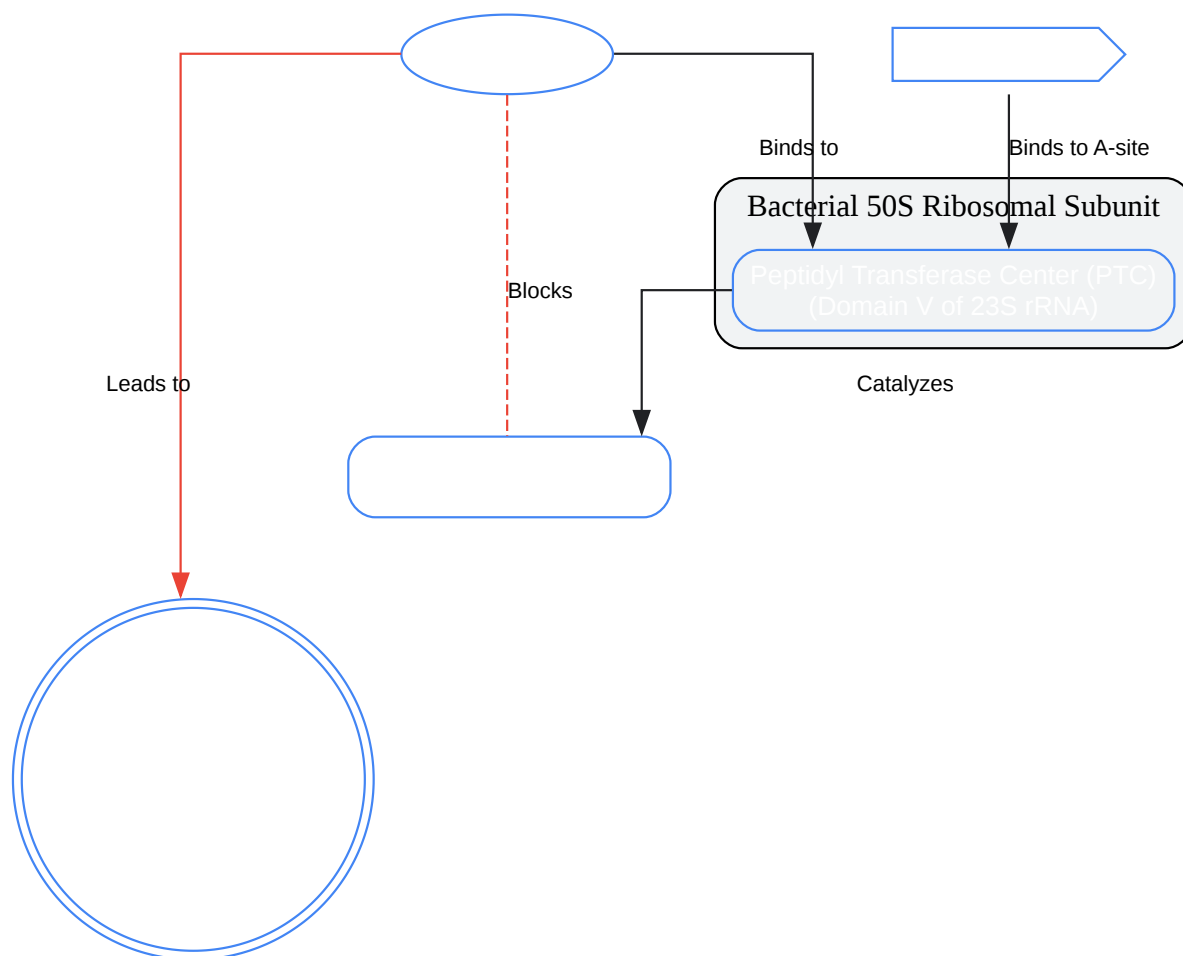 Binds to
Binds to A-site
Bacterial 50S Ribosomal Subunit
Peptidyl Transferase Center (PTC)
(Domain V of 23S rRNA)
Blocks
Leads to
Catalyzes